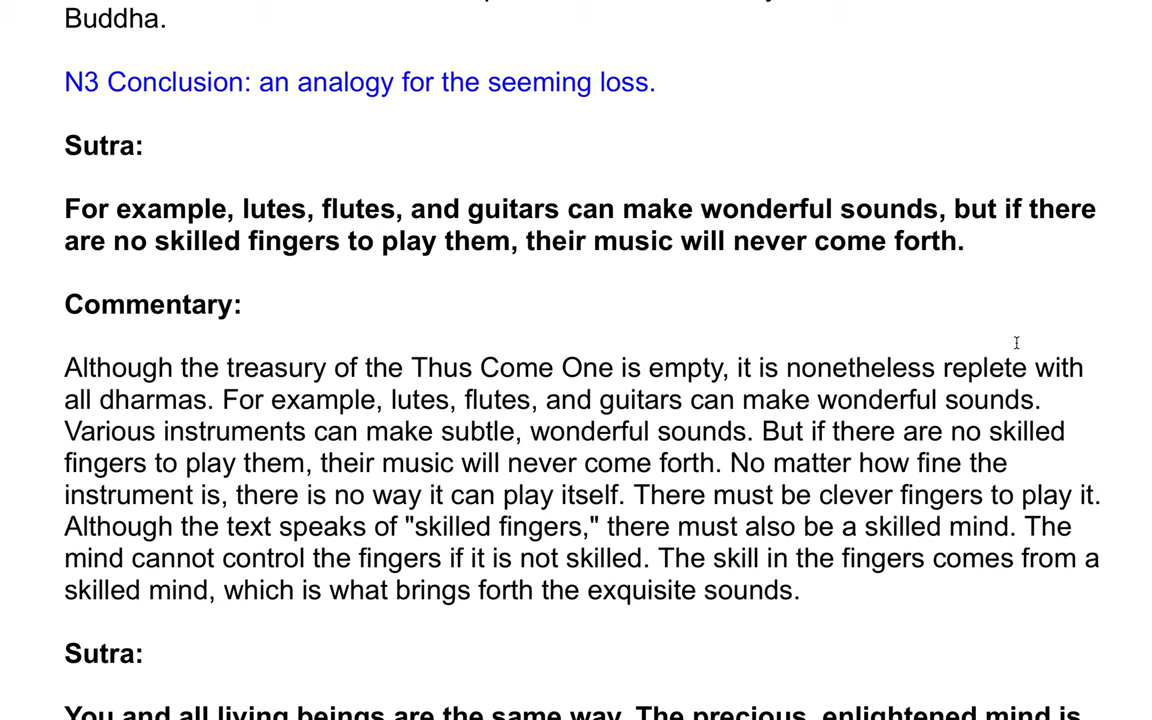 Buddha.
N3 Conclusion: an analogy for the seeming loss.
Sutra:
For example, lutes, flutes, and guitars can make wonderful sounds, but if there
are no skilled fingers to play them, their music will never come forth.
Commentary:
Although the treasury of the Thus Come One is empty, it is nonetheless replete with
all dharmas. For example, lutes, flutes, and guitars can make wonderful sounds.
Various instruments can make subtle, wonderful sounds. But if there are no skilled
fingers to play them, their music will never come forth. No matter how fine the
instrument is, there is no way it can play itself. There must be clever fingers to play it.
Although the text speaks of "skilled fingers," there must also be a skilled mind. The
mind cannot control the fingers if it is not skilled. The skill in the fingers comes from a
skilled mind, which is what brings forth the exquisite sounds.
Sutra:
You and all living beings are the same way. The precious, enlightened mind is